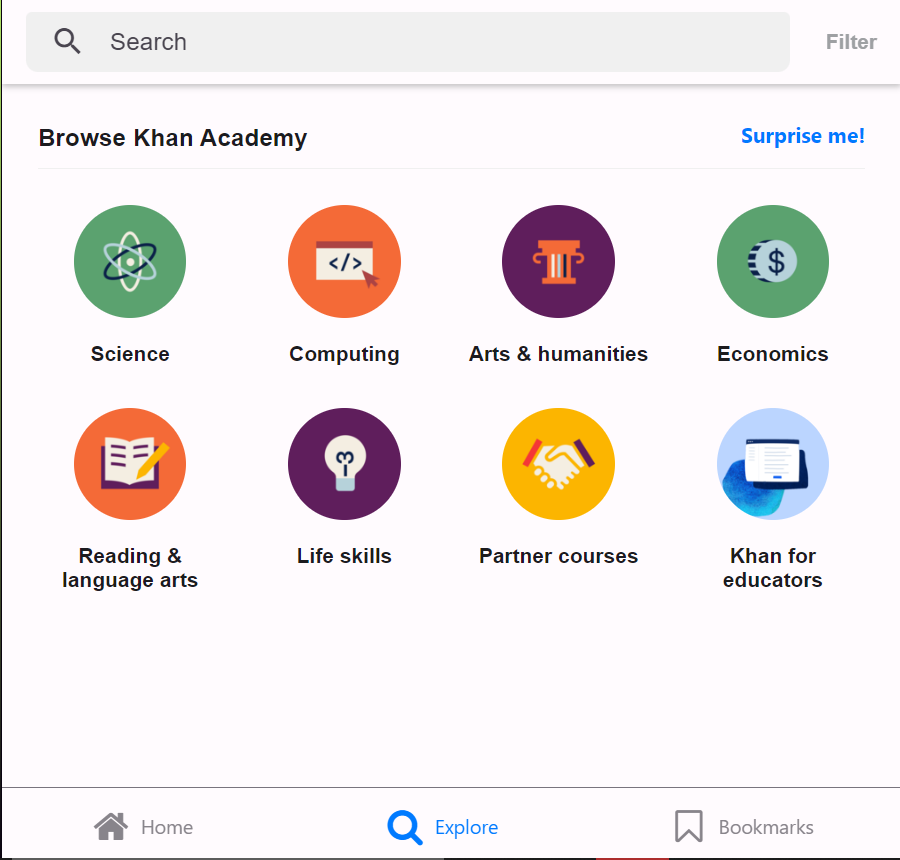 Search
Filter
Browse Khan Academy
Surprise me!
</>
$
Science
Computing
Arts & humanities
Economics
Reading &
language arts
Life skills
Partner courses
Khan for
educators
Home
Explore
Bookmarks